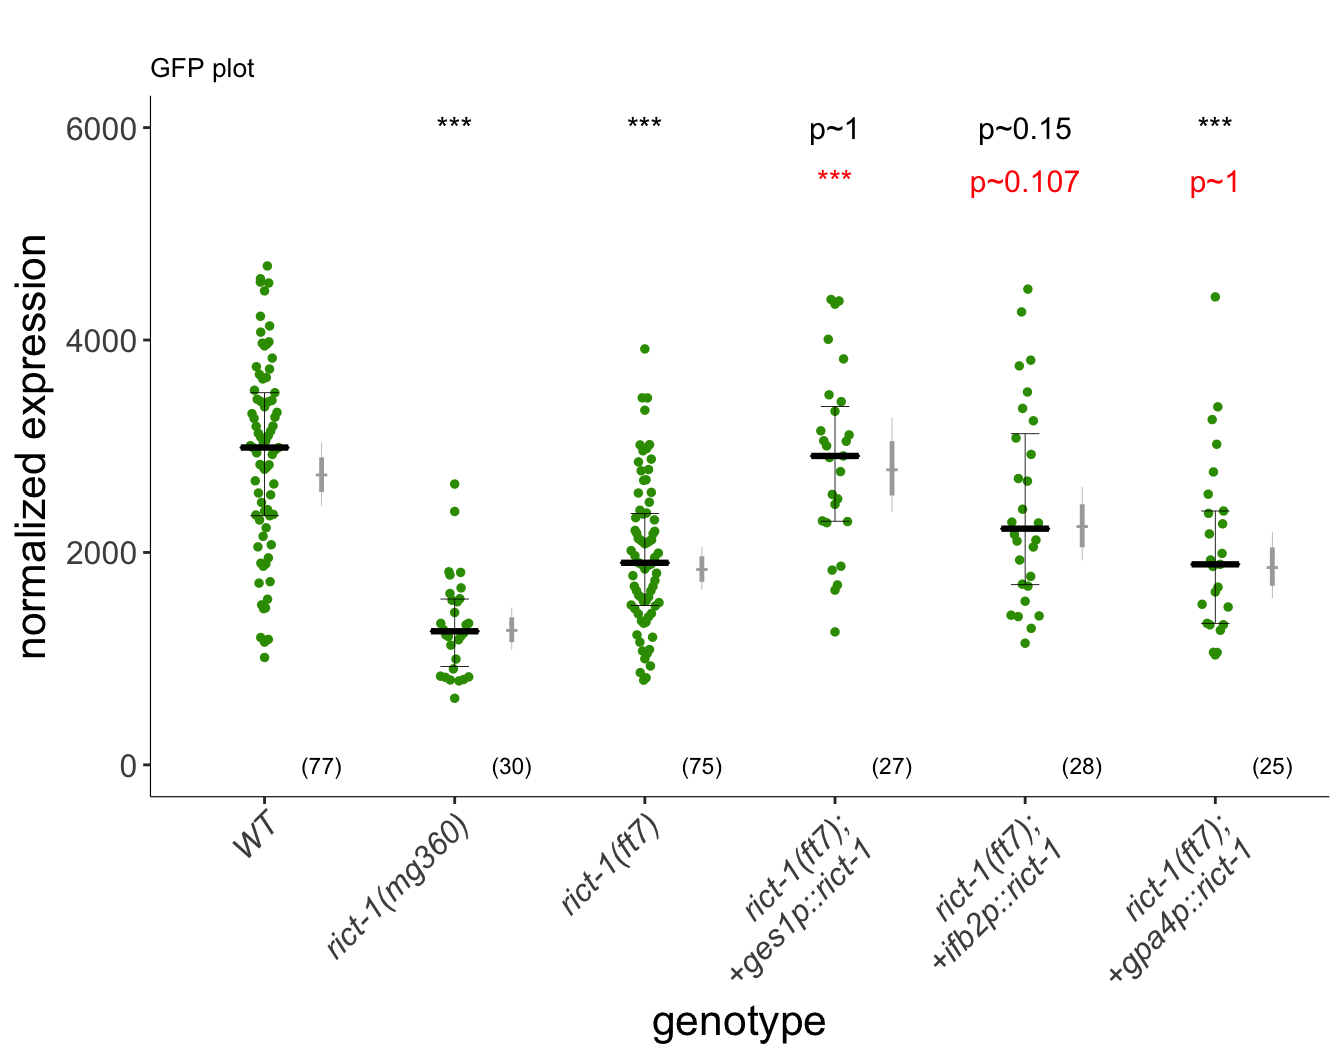 GFP plot
6000
4000
2000
0
normalized expression
*** *** p~1 p~0.15 ***
*** p~0.107 p~1
(77) (30) (75) (27) (28) (25)
WT
rict-1(mg360)
rict-1(ft7)
rict-1(ft7);
+ges1p::rict-1
rict-1(ft7);
+ifb2p::rict-1
rict-1(ft7);
+gpa4p::rict-1
genotype